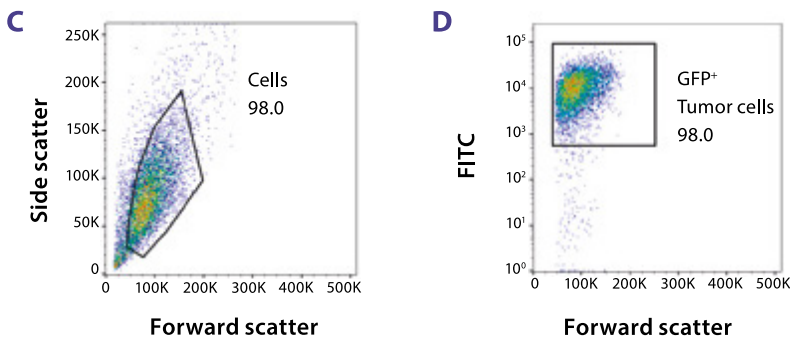 C
250K
200K
150K
100K
50K
0
Side scatter
Cells
98.0
0 100K 200K 300K 400K 500K
Forward scatter
D
10⁵
10⁴
10³
10²
10¹
10⁰
FITC
GFP⁺
Tumor cells
98.0
0 100K 200K 300K 400K 500K
Forward scatter